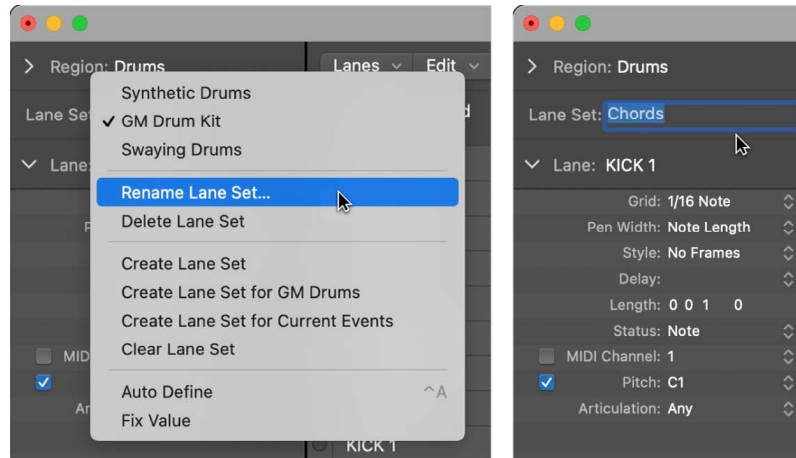 Region: Drums
Lanes Edit
Lane Set
Synthetic Drums
✓ GM Drum Kit
Swaying Drums
Lane:
Rename Lane Set...
Delete Lane Set
Create Lane Set
Create Lane Set for GM Drums
Create Lane Set for Current Events
Clear Lane Set
MID
Auto Define ^A
Fix Value
KICK 1
Region: Drums
Lane Set: Chords
Lane: KICK 1
Grid: 1/16 Note
Pen Width: Note Length
Style: No Frames
Delay:
Length: 0 0 1 0
Status: Note
MIDI Channel: 1
Pitch: C1
Articulation: Any